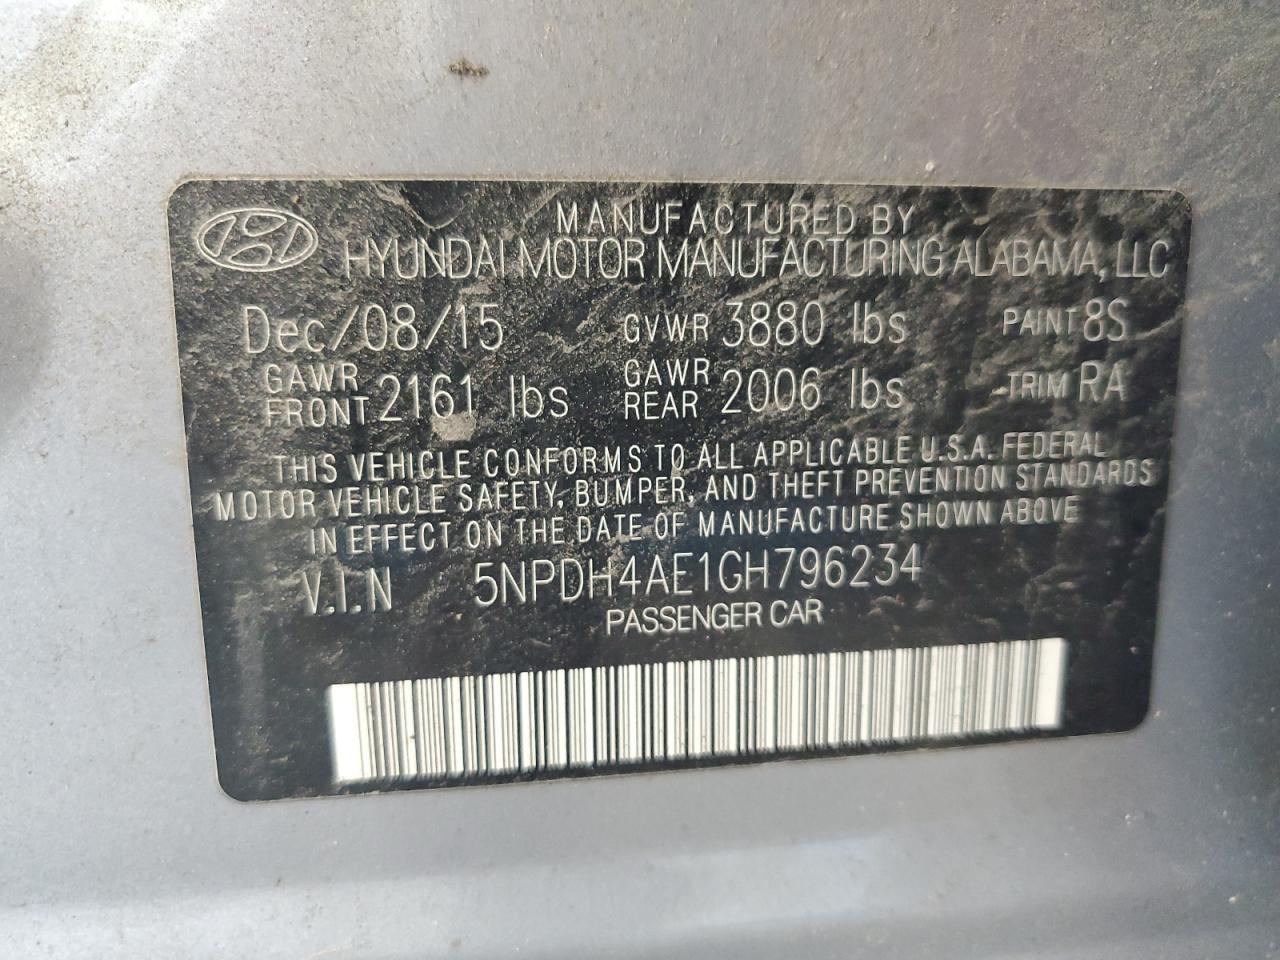 MANUFACTURED BY
HYUNDAI MOTOR MANUFACTURING ALABAMA, LLC
Dec/08/15 GVWR 3880 lbs PAINT 8S
GAWR FRONT 2161 lbs GAWR REAR 2006 lbs TRIM RA
THIS VEHICLE CONFORMS TO ALL APPLICABLE U.S.A. FEDERAL
MOTOR VEHICLE SAFETY, BUMPER, AND THEFT PREVENTION STANDARDS
IN EFFECT ON THE DATE OF MANUFACTURE SHOWN ABOVE
V.I.N 5NPDH4AE1GH796234
PASSENGER CAR